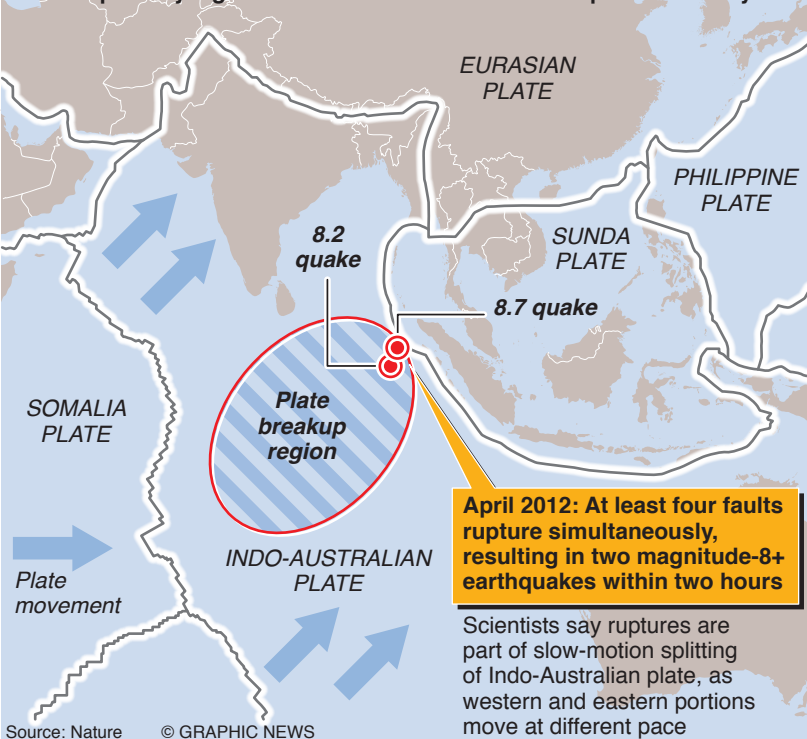 EURASIAN
PLATE
PHILIPPINE
PLATE
8.2
quake
SUNDA
PLATE
8.7 quake
Plate
breakup
region
SOMALIA
PLATE
April 2012: At least four faults
rupture simultaneously,
resulting in two magnitude-8+
earthquakes within two hours
INDO-AUSTRALIAN
PLATE
Plate
movement
Scientists say ruptures are
part of slow-motion splitting
of Indo-Australian plate, as
western and eastern portions
move at different pace
Source: Nature © GRAPHIC NEWS